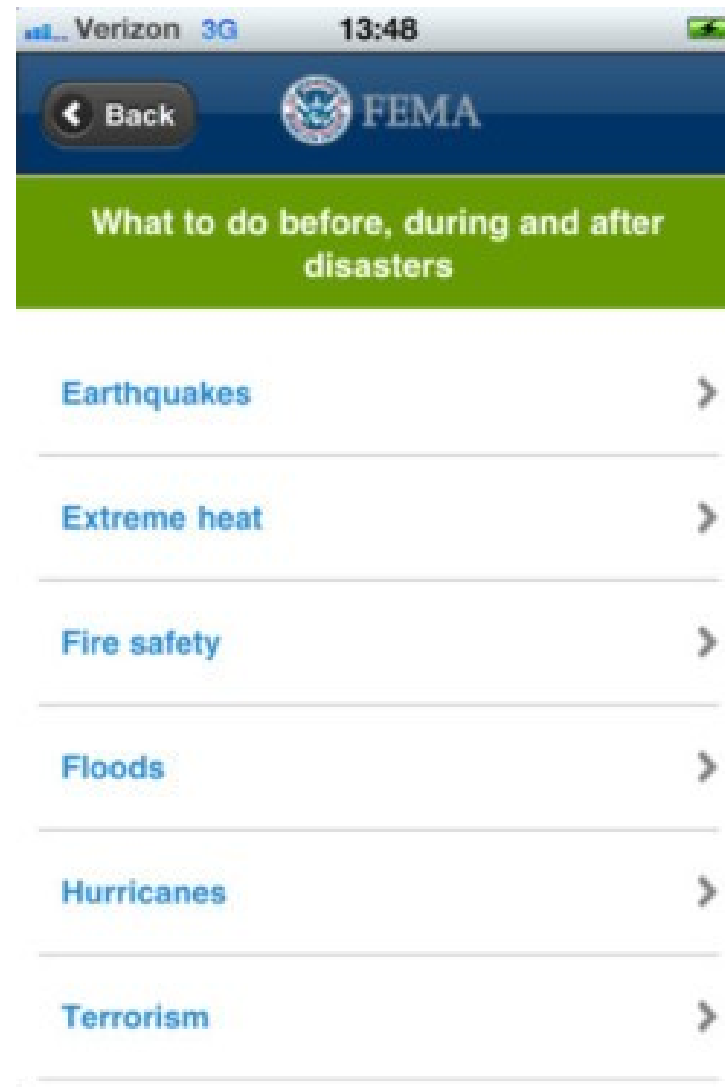 Verizon 3G 13:48
Back FEMA
What to do before, during and after
disasters
Earthquakes
Extreme heat
Fire safety
Floods
Hurricanes
Terrorism